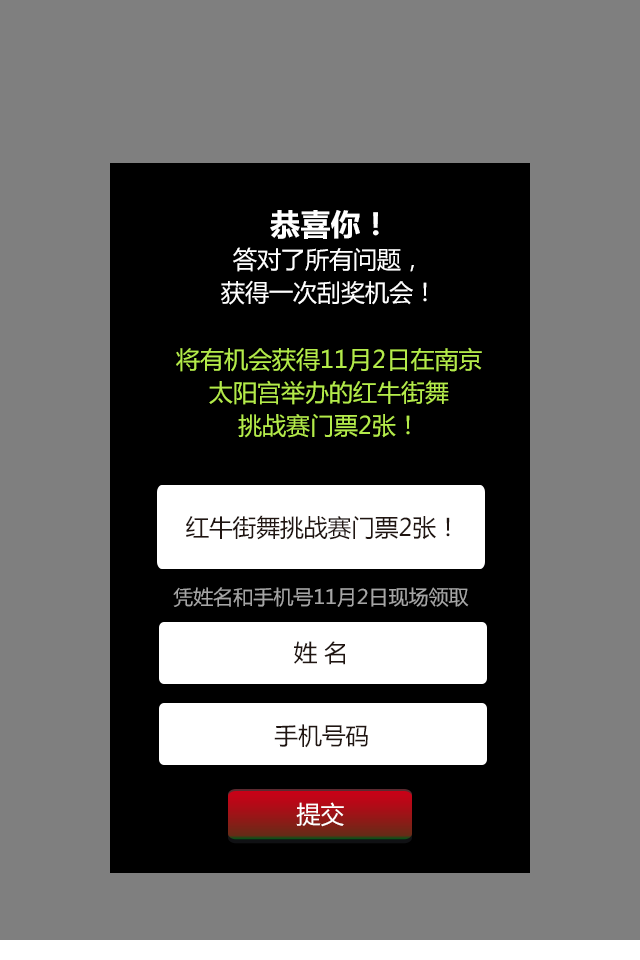 恭喜你！
答对了所有问题，
获得一次刮奖机会！
将有机会获得11月2日在南京
太阳宫举办的红牛街舞
挑战赛门票2张！
红牛街舞挑战赛门票2张！
凭姓名和手机号11月2日现场领取
姓 名
手机号码
提交